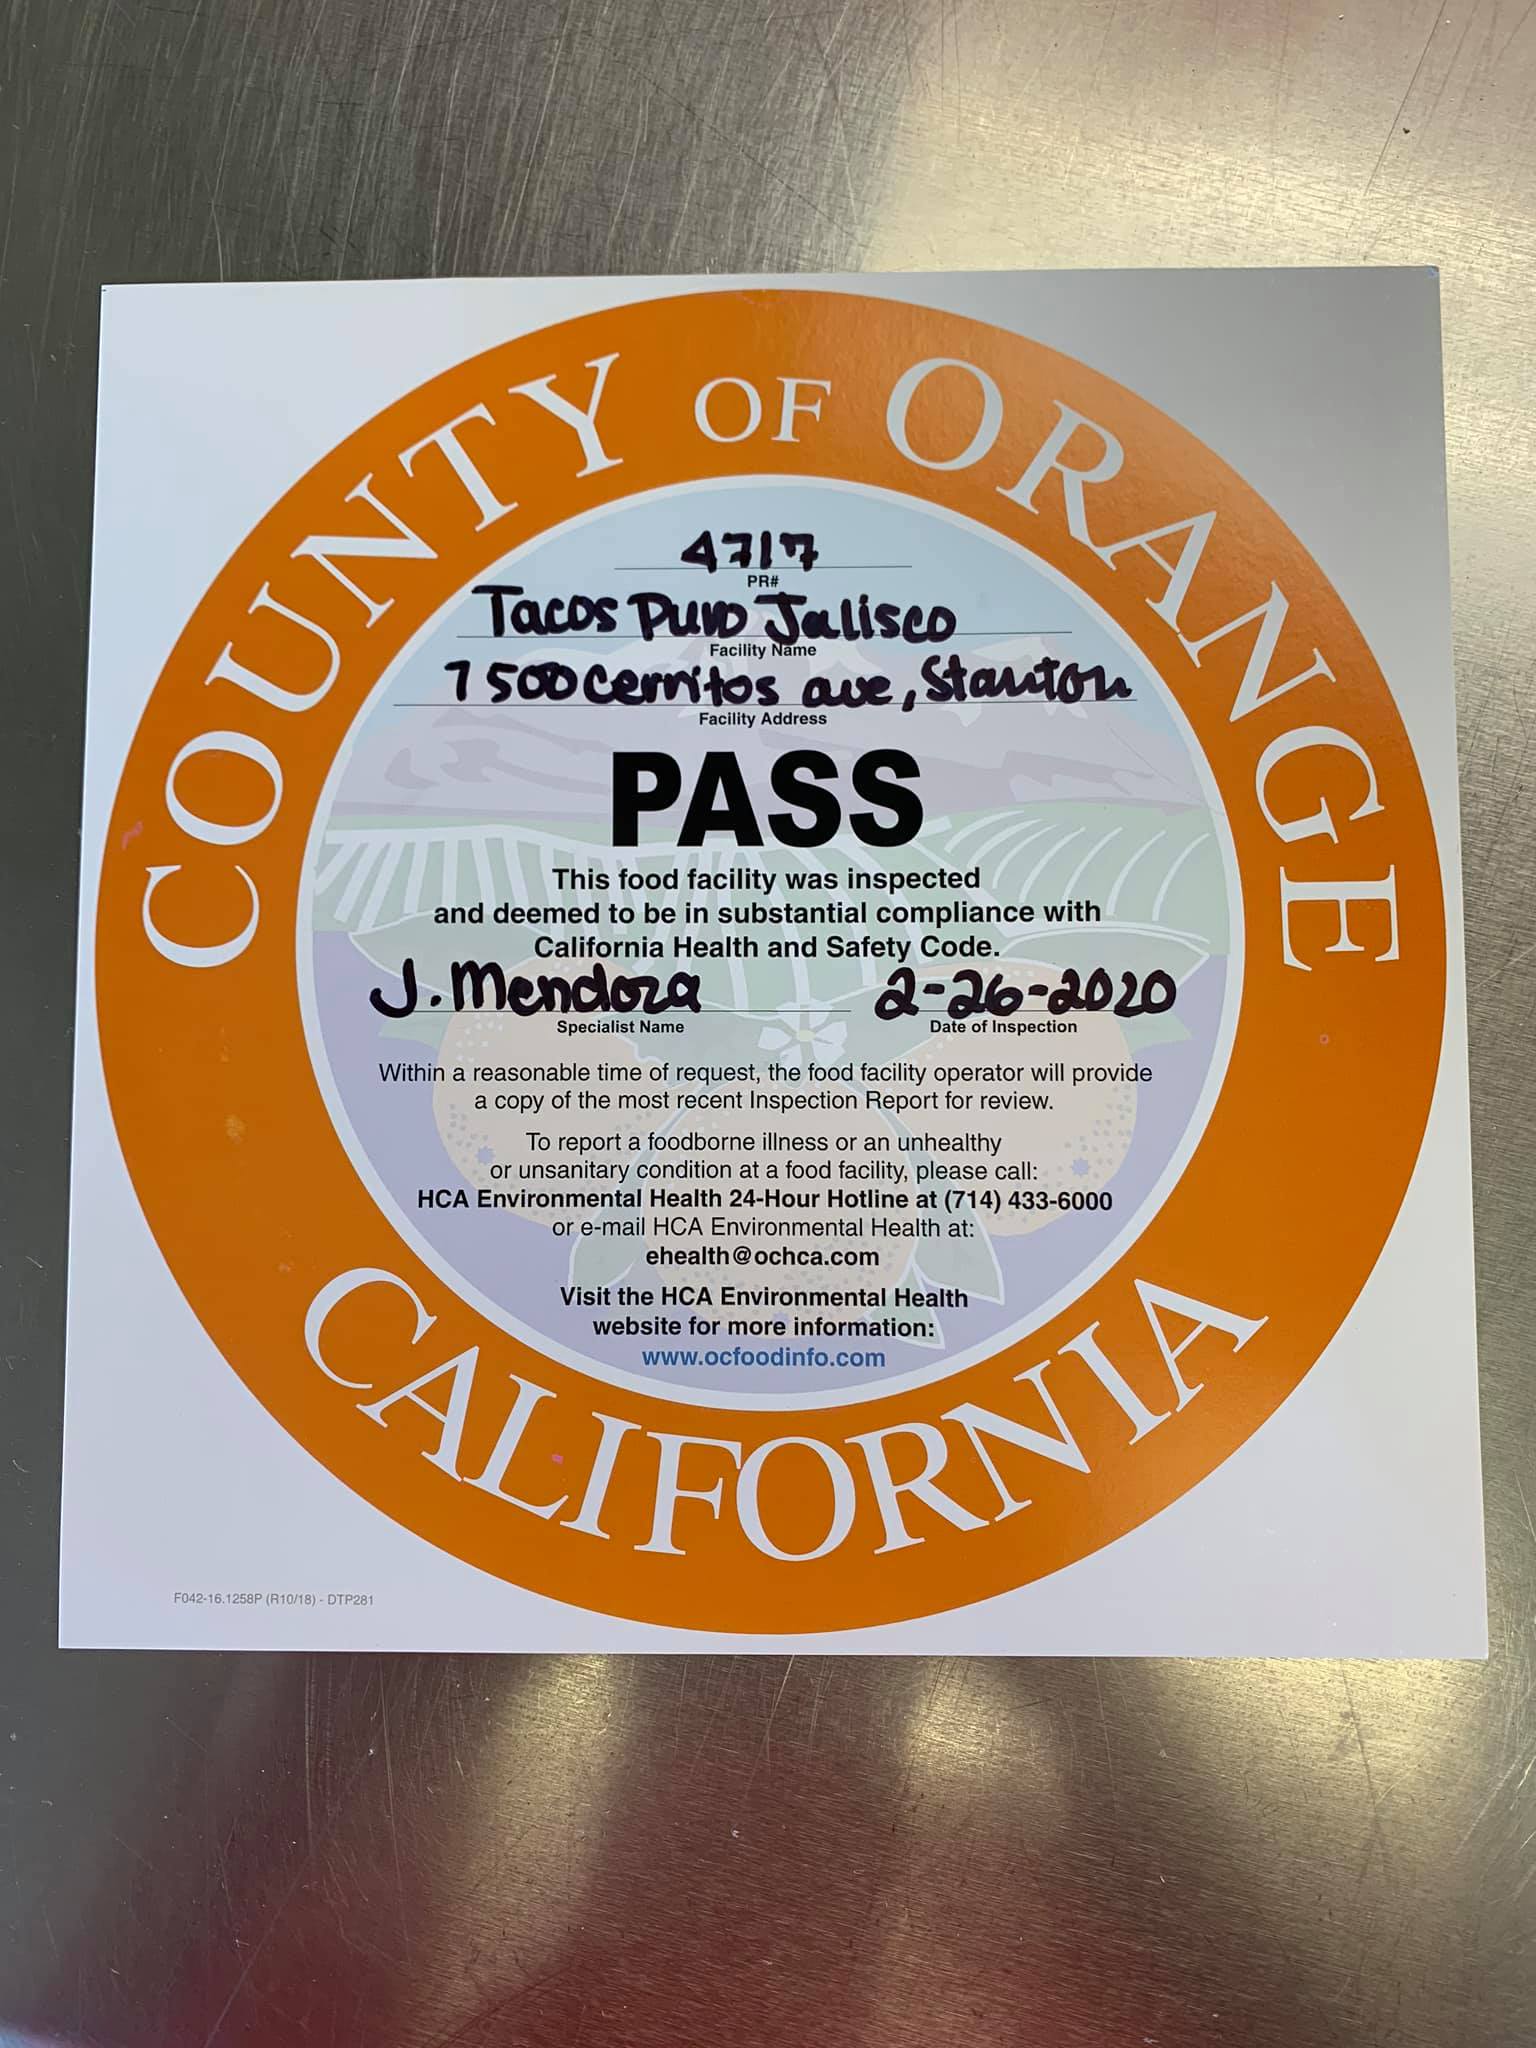 COUNTY OF ORANGE
4717
PR#
Tacos Puro Jalisco
Facility Name
7500 Cerritos ave, Stanton
Facility Address
PASS
This food facility was inspected
and deemed to be in substantial compliance with
California Health and Safety Code.
J. Mendoza 2-26-2020
Specialist Name Date of Inspection
Within a reasonable time of request, the food facility operator will provide
a copy of the most recent Inspection Report for review.
To report a foodborne illness or an unhealthy
or unsanitary condition at a food facility, please call:
HCA Environmental Health 24-Hour Hotline at (714) 433-6000
or e-mail HCA Environmental Health at:
ehealth@ochca.com
Visit the HCA Environmental Health
website for more information:
www.ocfoodinfo.com
CALIFORNIA
F042-16.1258P (R10/18) - DTP281